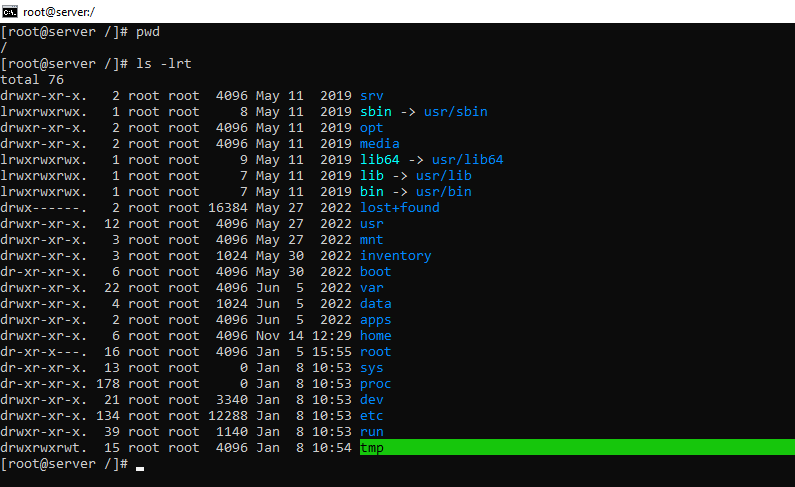 C:\. root@server:/
[root@server /]# pwd
/
[root@server /]# ls -lrt
total 76
drwxr-xr-x.   2 root root  4096 May 11  2019 srv
lrwxrwxrwx.   1 root root     8 May 11  2019 sbin -> usr/sbin
drwxr-xr-x.   2 root root  4096 May 11  2019 opt
drwxr-xr-x.   2 root root  4096 May 11  2019 media
lrwxrwxrwx.   1 root root     9 May 11  2019 lib64 -> usr/lib64
lrwxrwxrwx.   1 root root     7 May 11  2019 lib -> usr/lib
lrwxrwxrwx.   1 root root     7 May 11  2019 bin -> usr/bin
drwx------.   2 root root 16384 May 27  2022 lost+found
drwxr-xr-x.  12 root root  4096 May 27  2022 usr
drwxr-xr-x.   3 root root  4096 May 27  2022 mnt
drwxr-xr-x.   3 root root  1024 May 30  2022 inventory
dr-xr-xr-x.   6 root root  4096 May 30  2022 boot
drwxr-xr-x.  22 root root  4096 Jun  5  2022 var
drwxr-xr-x.   4 root root  1024 Jun  5  2022 data
drwxr-xr-x.   2 root root  4096 Jun  5  2022 apps
drwxr-xr-x.   6 root root  4096 Nov 14 12:29 home
dr-xr-x---.  16 root root  4096 Jan  5 15:55 root
dr-xr-xr-x.  13 root root     0 Jan  8 10:53 sys
dr-xr-xr-x. 178 root root     0 Jan  8 10:53 proc
drwxr-xr-x.  21 root root  3340 Jan  8 10:53 dev
drwxr-xr-x. 134 root root 12288 Jan  8 10:53 etc
drwxr-xr-x.  39 root root  1140 Jan  8 10:53 run
drwxrwxrwt.  15 root root  4096 Jan  8 10:54 tmp
[root@server /]#